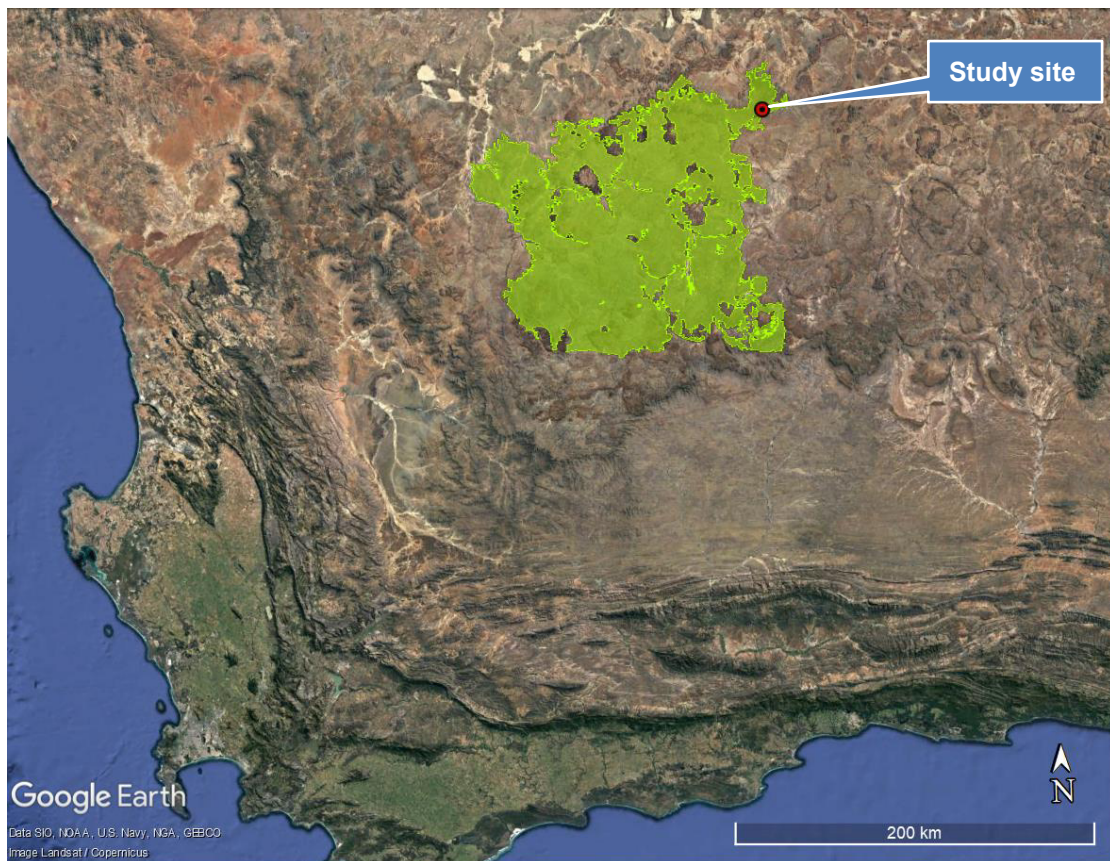 Study site
Google Earth
N
Data SIO, NOAA, U.S. Navy, NGA, GEBCO
Image Landsat / Copernicus
200 km